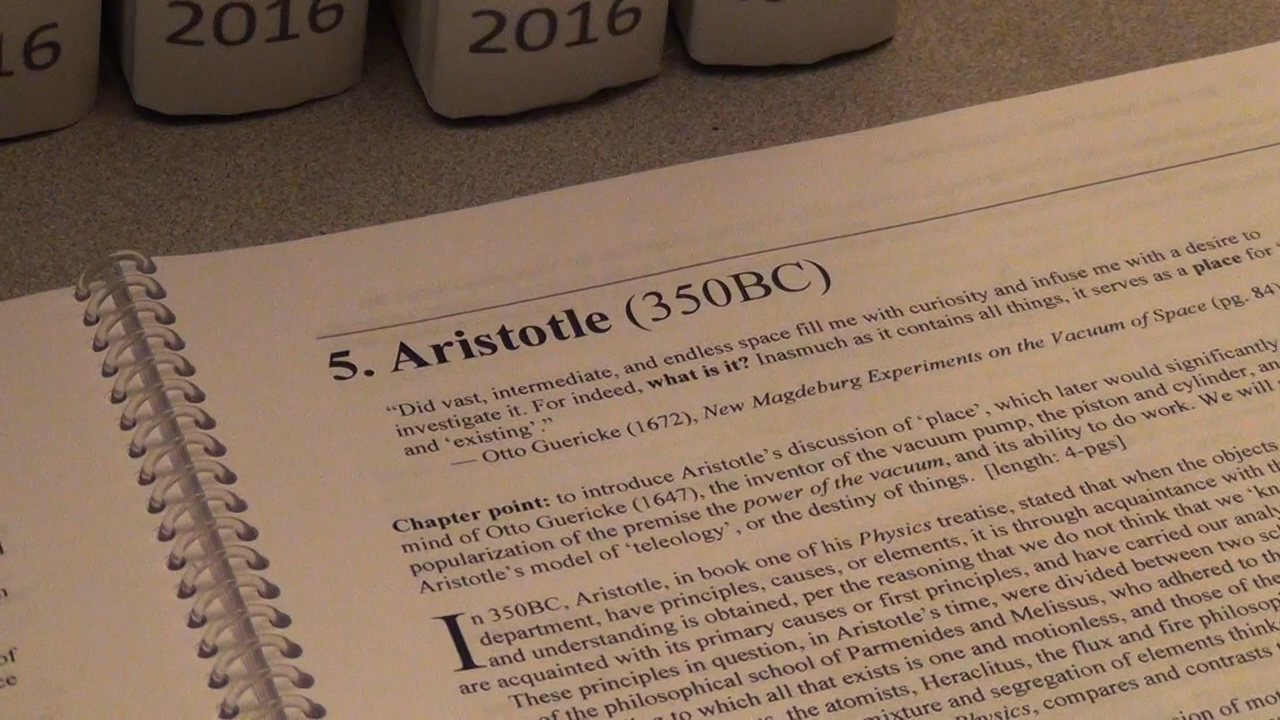 16
2016
2016
5. Aristotle (350BC)
“Did vast, intermediate, and endless space fill me with curiosity and infuse me with a desire to
investigate it. For indeed, what is it? Inasmuch as it contains all things, it serves as a place for
and ‘existing’.”
— Otto Guericke (1672), New Magdeburg Experiments on the Vacuum of Space (pg. 84)
Chapter point: to introduce Aristotle’s discussion of ‘place’, which later would significantly
mind of Otto Guericke (1647), the inventor of the vacuum pump, the piston and cylinder, an
popularization of the premise the power of the vacuum, and its ability to do work. We will
Aristotle’s model of ‘teleology’, or the destiny of things. [length: 4-pgs]
In 350BC, Aristotle, in book one of his Physics treatise, stated that when the objects
department, have principles, causes, or elements, it is through acquaintance with
and understanding is obtained, per the reasoning that we do not think that we
are acquainted with its primary causes or first principles, and have carried our
These principles in question, in Aristotle’s time, were divided between two
of the philosophical school of Parmenides and Melissus, who adhered to
to which all that exists is one and motionless, and those of the
the atomists, Heraclitus, the flux and fire
mixture and segregation of elements
Physics, compares and contrasts
of
of